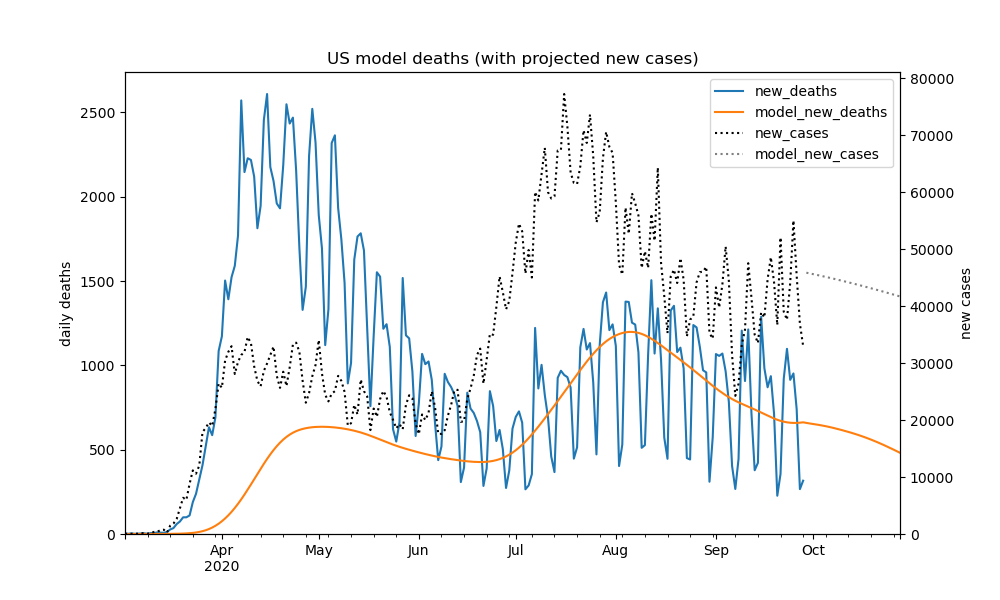 US model deaths (with projected new cases)
new_deaths
model_new_deaths
new_cases
model_new_cases
daily deaths
2500
2000
1500
1000
500
0
80000
70000
60000
50000
40000
30000
20000
10000
0
new cases
Apr
2020
May
Jun
Jul
Aug
Sep
Oct